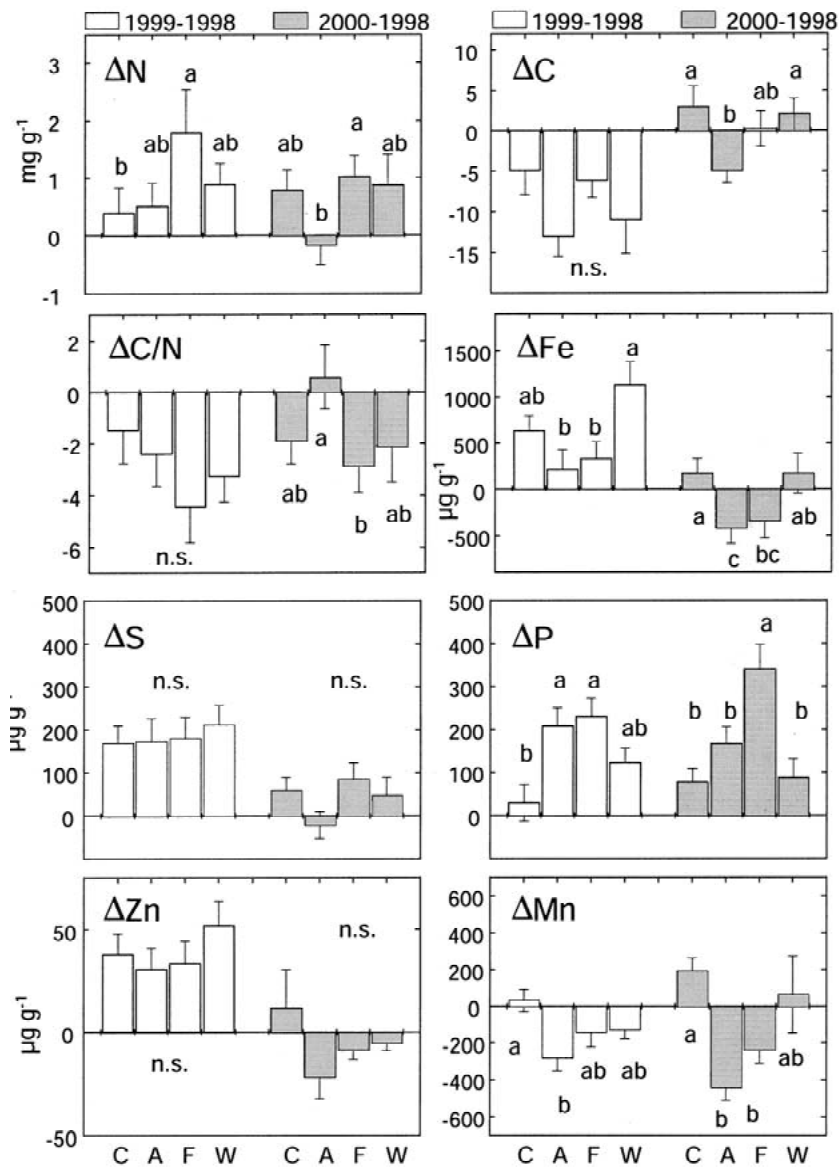 1999-1998 2000-1998 1999-1998 2000-1998
ΔN
mg g⁻¹
3
2
1
0
-1
b ab a ab ab b a ab
ΔC
10
5
0
-5
-10
-15
n.s. a b ab a
ΔC/N
2
0
-2
-4
-6
n.s. ab a b ab
ΔFe
µg g⁻¹
1500
1000
500
0
-500
ab b b a a c bc ab
ΔS
µg g⁻¹
500
400
300
200
100
0
n.s. n.s.
ΔP
500
400
300
200
100
0
b a a ab b b a b
ΔZn
µg g⁻¹
50
0
-50
n.s. n.s.
C A F W C A F W
ΔMn
600
400
200
0
-200
-400
-600
a b ab ab a b b ab
C A F W C A F W